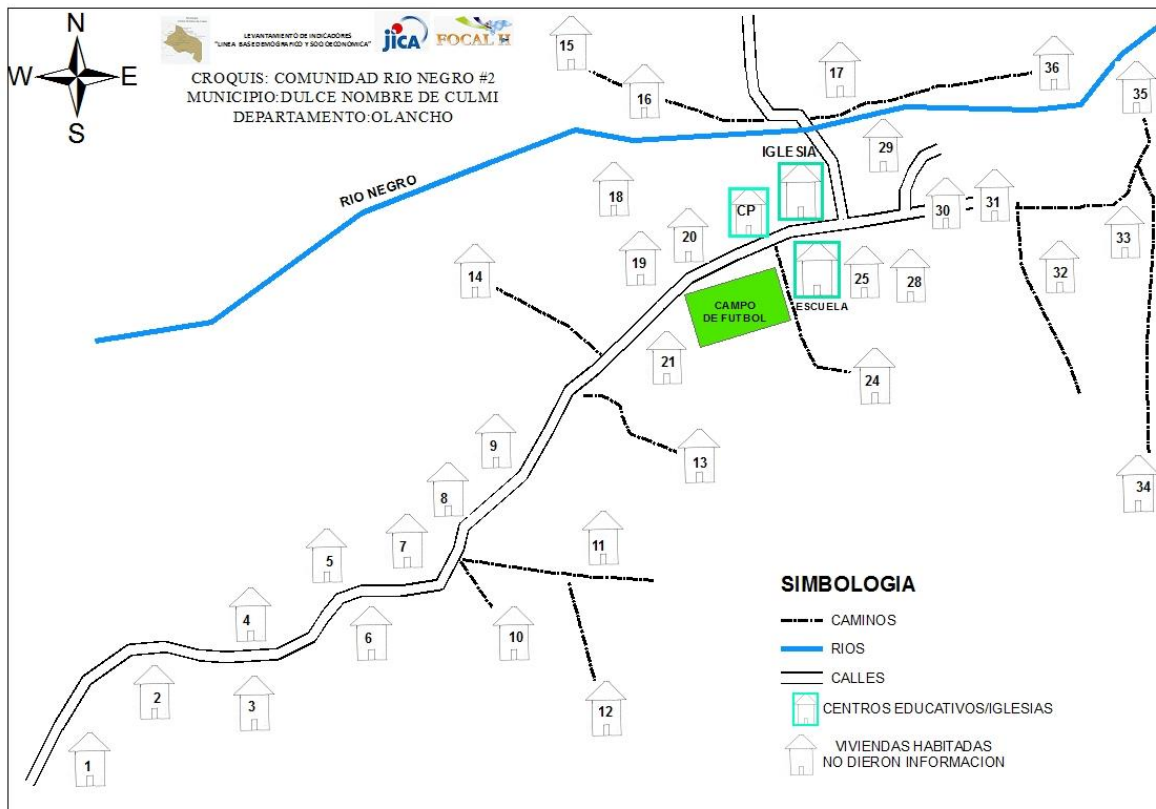 N
W
E
S
LEVANTAMIENTO DE INDICADORES
"LINEA BASE DEMOGRAFICO Y SOCIOECONÓMICA"
jICA
FOCAL II
CROQUIS: COMUNIDAD RIO NEGRO #2
MUNICIPIO:DULCE NOMBRE DE CULMI
DEPARTAMENTO:OLANCHO
15
16
17
36
35
29
IGLESIA
RIO NEGRO
18
CP
30
31
20
33
19
14
25
28
32
CAMPO
DE FUTBOL
ESCUELA
21
24
9
13
8
34
7
11
5
4
6
10
2
3
12
1
SIMBOLOGIA
CAMINOS
RIOS
CALLES
CENTROS EDUCATIVOS/IGLESIAS
VIVIENDAS HABITADAS
NO DIERON INFORMACION